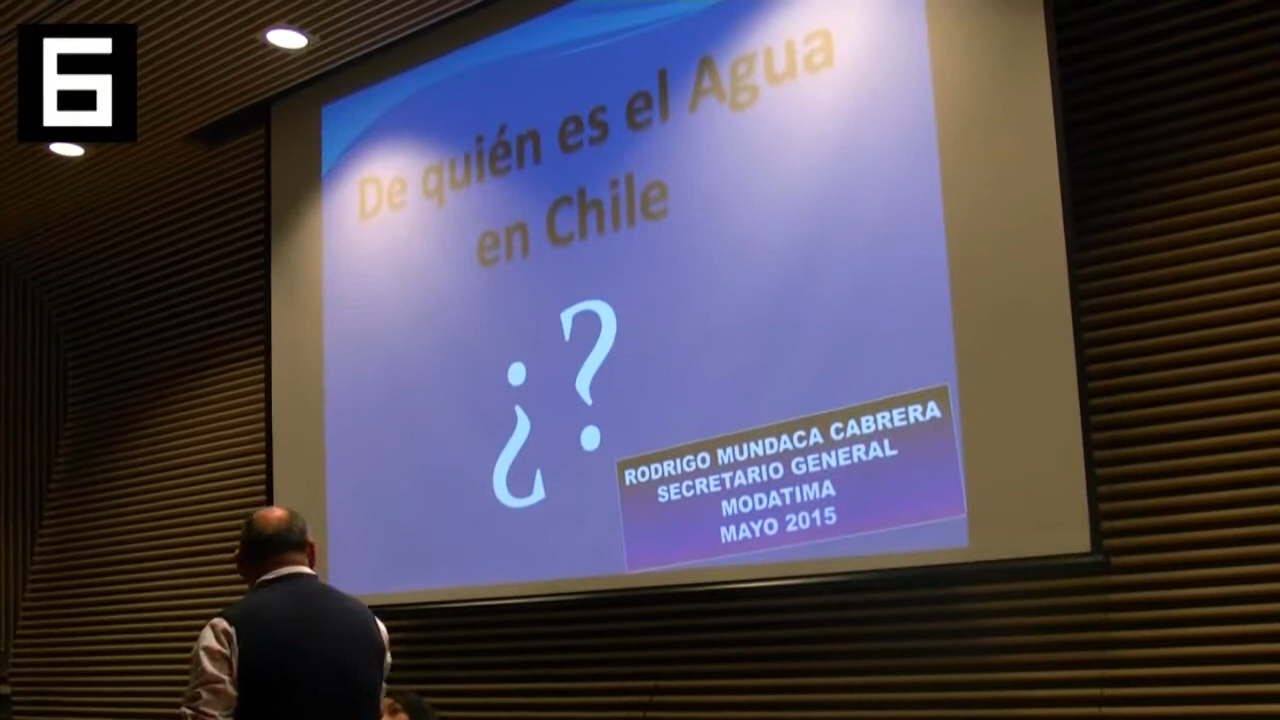 6
De quién es el Agua
en Chile
¿?
RODRIGO MUNDACA CABRERA
SECRETARIO GENERAL
MODATIMA
MAYO 2015